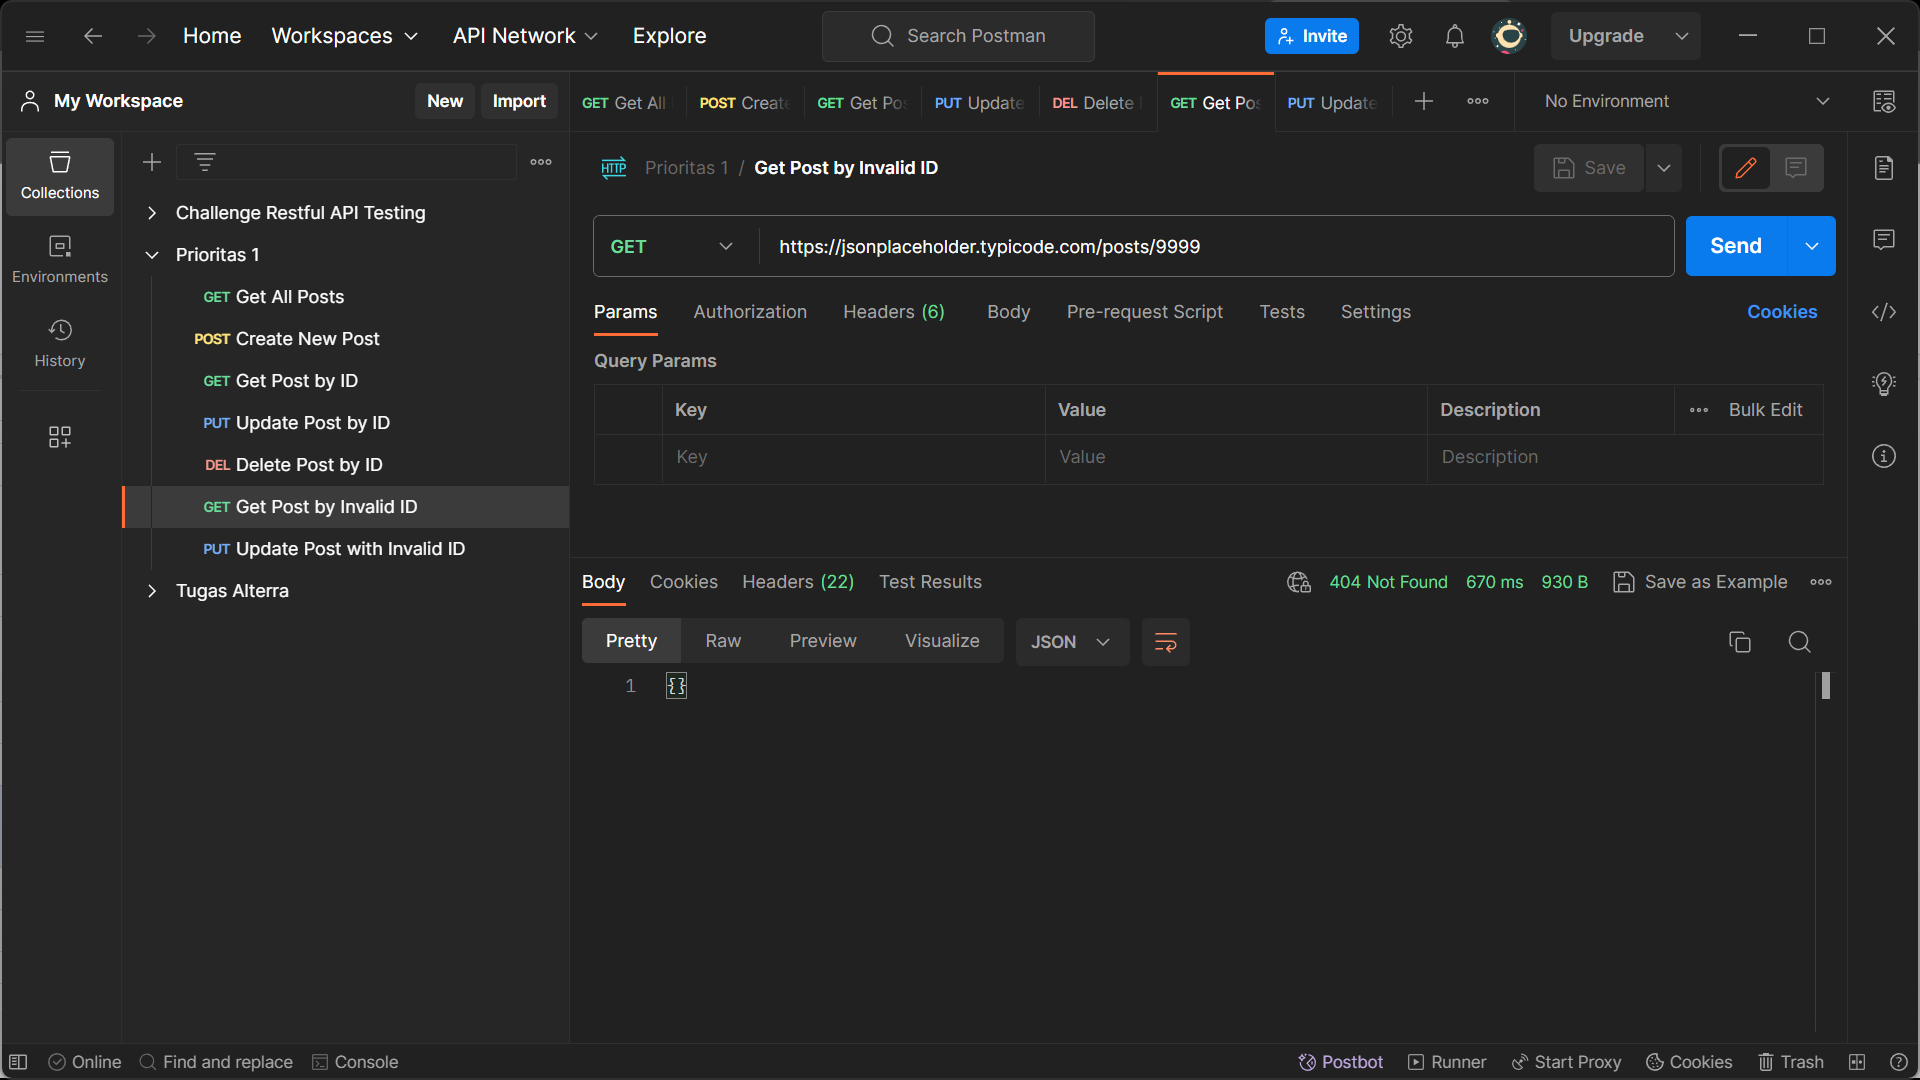 Home Workspaces API Network Explore Search Postman Invite Upgrade
My Workspace New Import GET Get All POST Create GET Get Pos PUT Update DEL Delete GET Get Pos PUT Update No Environment
Collections
Environments
History
Challenge Restful API Testing
Prioritas 1
GET Get All Posts
POST Create New Post
GET Get Post by ID
PUT Update Post by ID
DEL Delete Post by ID
GET Get Post by Invalid ID
PUT Update Post with Invalid ID
Tugas Alterra
HTTP Prioritas 1 / Get Post by Invalid ID Save
GET https://jsonplaceholder.typicode.com/posts/9999 Send
Params Authorization Headers (6) Body Pre-request Script Tests Settings Cookies
Query Params
Key Value Description Bulk Edit
Key Value Description
Body Cookies Headers (22) Test Results 404 Not Found 670 ms 930 B Save as Example
Pretty Raw Preview Visualize JSON
1 {}
Online Find and replace Console Postbot Runner Start Proxy Cookies Trash